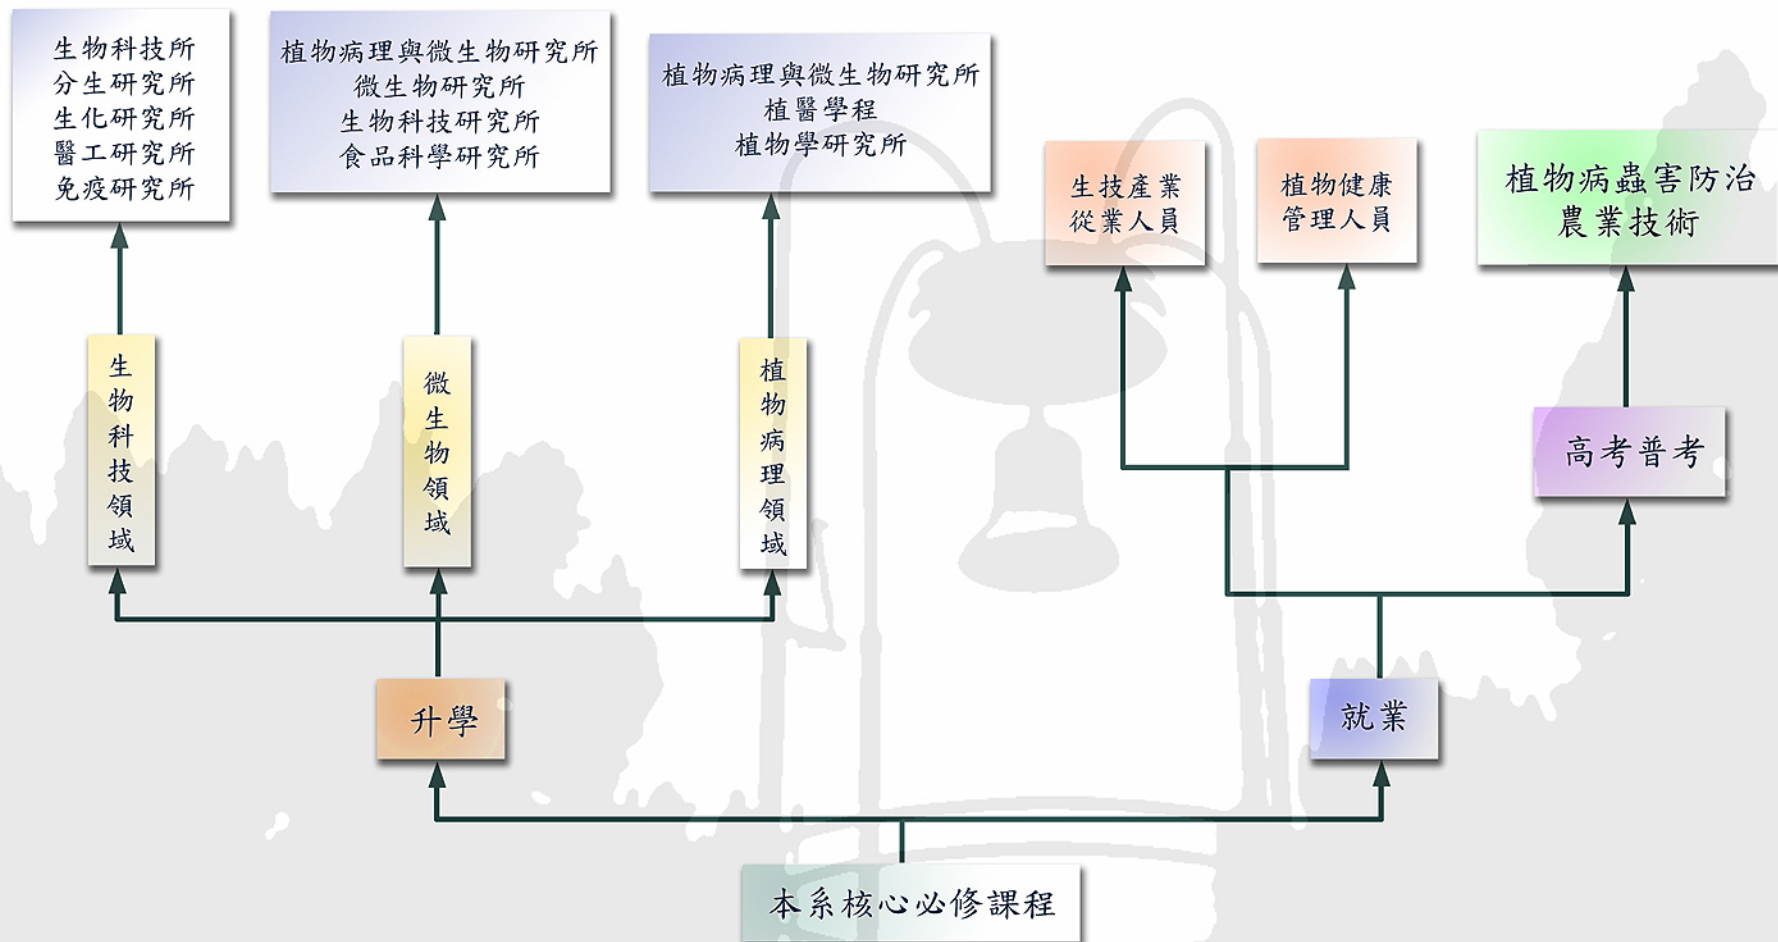 生物科技所
分生研究所
生化研究所
醫工研究所
免疫研究所
植物病理與微生物研究所
微生物研究所
生物科技研究所
食品科學研究所
植物病理與微生物研究所
植醫學程
植物學研究所
生技產業
從業人員
植物健康
管理人員
植物病蟲害防治
農業技術
生物科技領域
微生物領域
植物病理領域
高考普考
升學
就業
本系核心必修課程